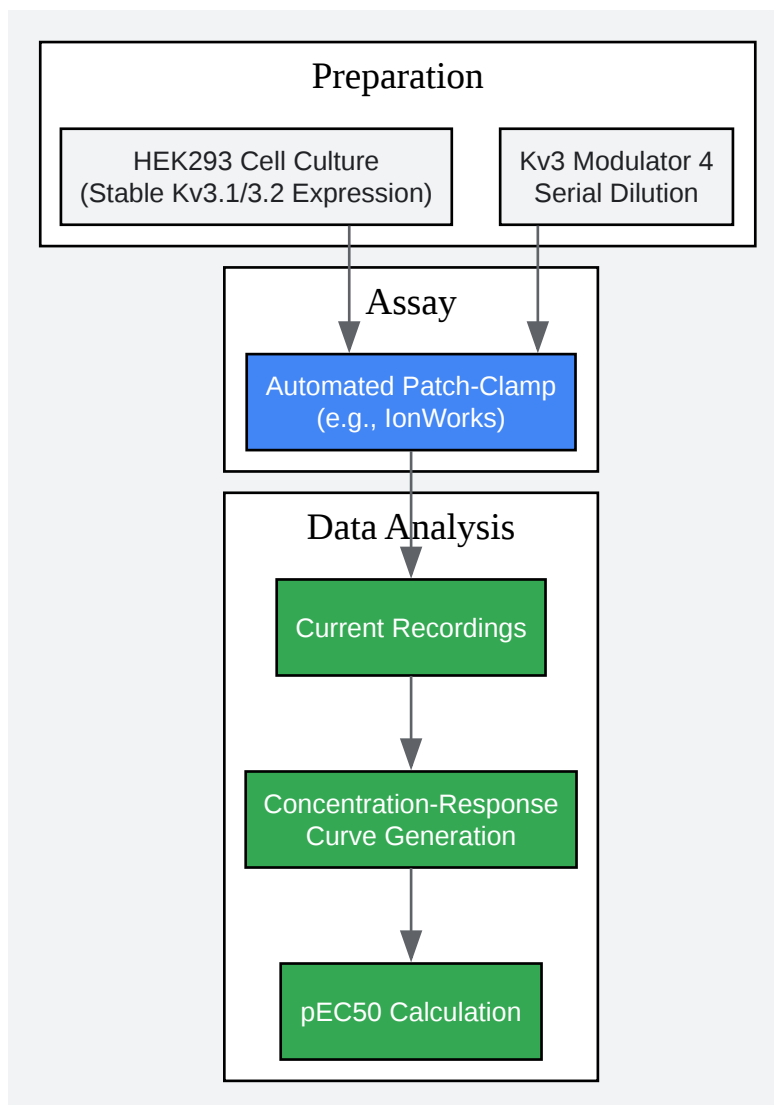 Preparation
HEK293 Cell Culture
(Stable Kv3.1/3.2 Expression)
Kv3 Modulator 4
Serial Dilution
Assay
Automated Patch-Clamp
(e.g., IonWorks)
Data Analysis
Current Recordings
Concentration-Response
Curve Generation
pEC50 Calculation